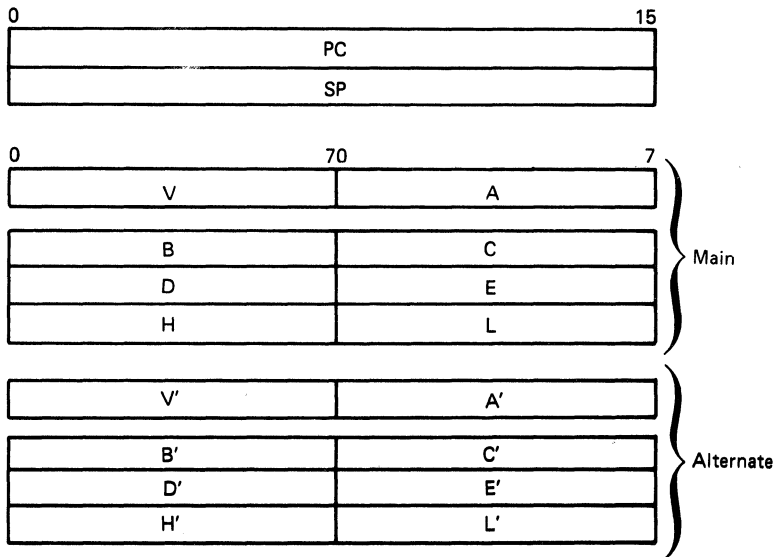 0 15
PC
SP
0 70 7
V A
B C
D E
H L
Main
V′ A′
B′ C′
D′ E′
H′ L′
Alternate